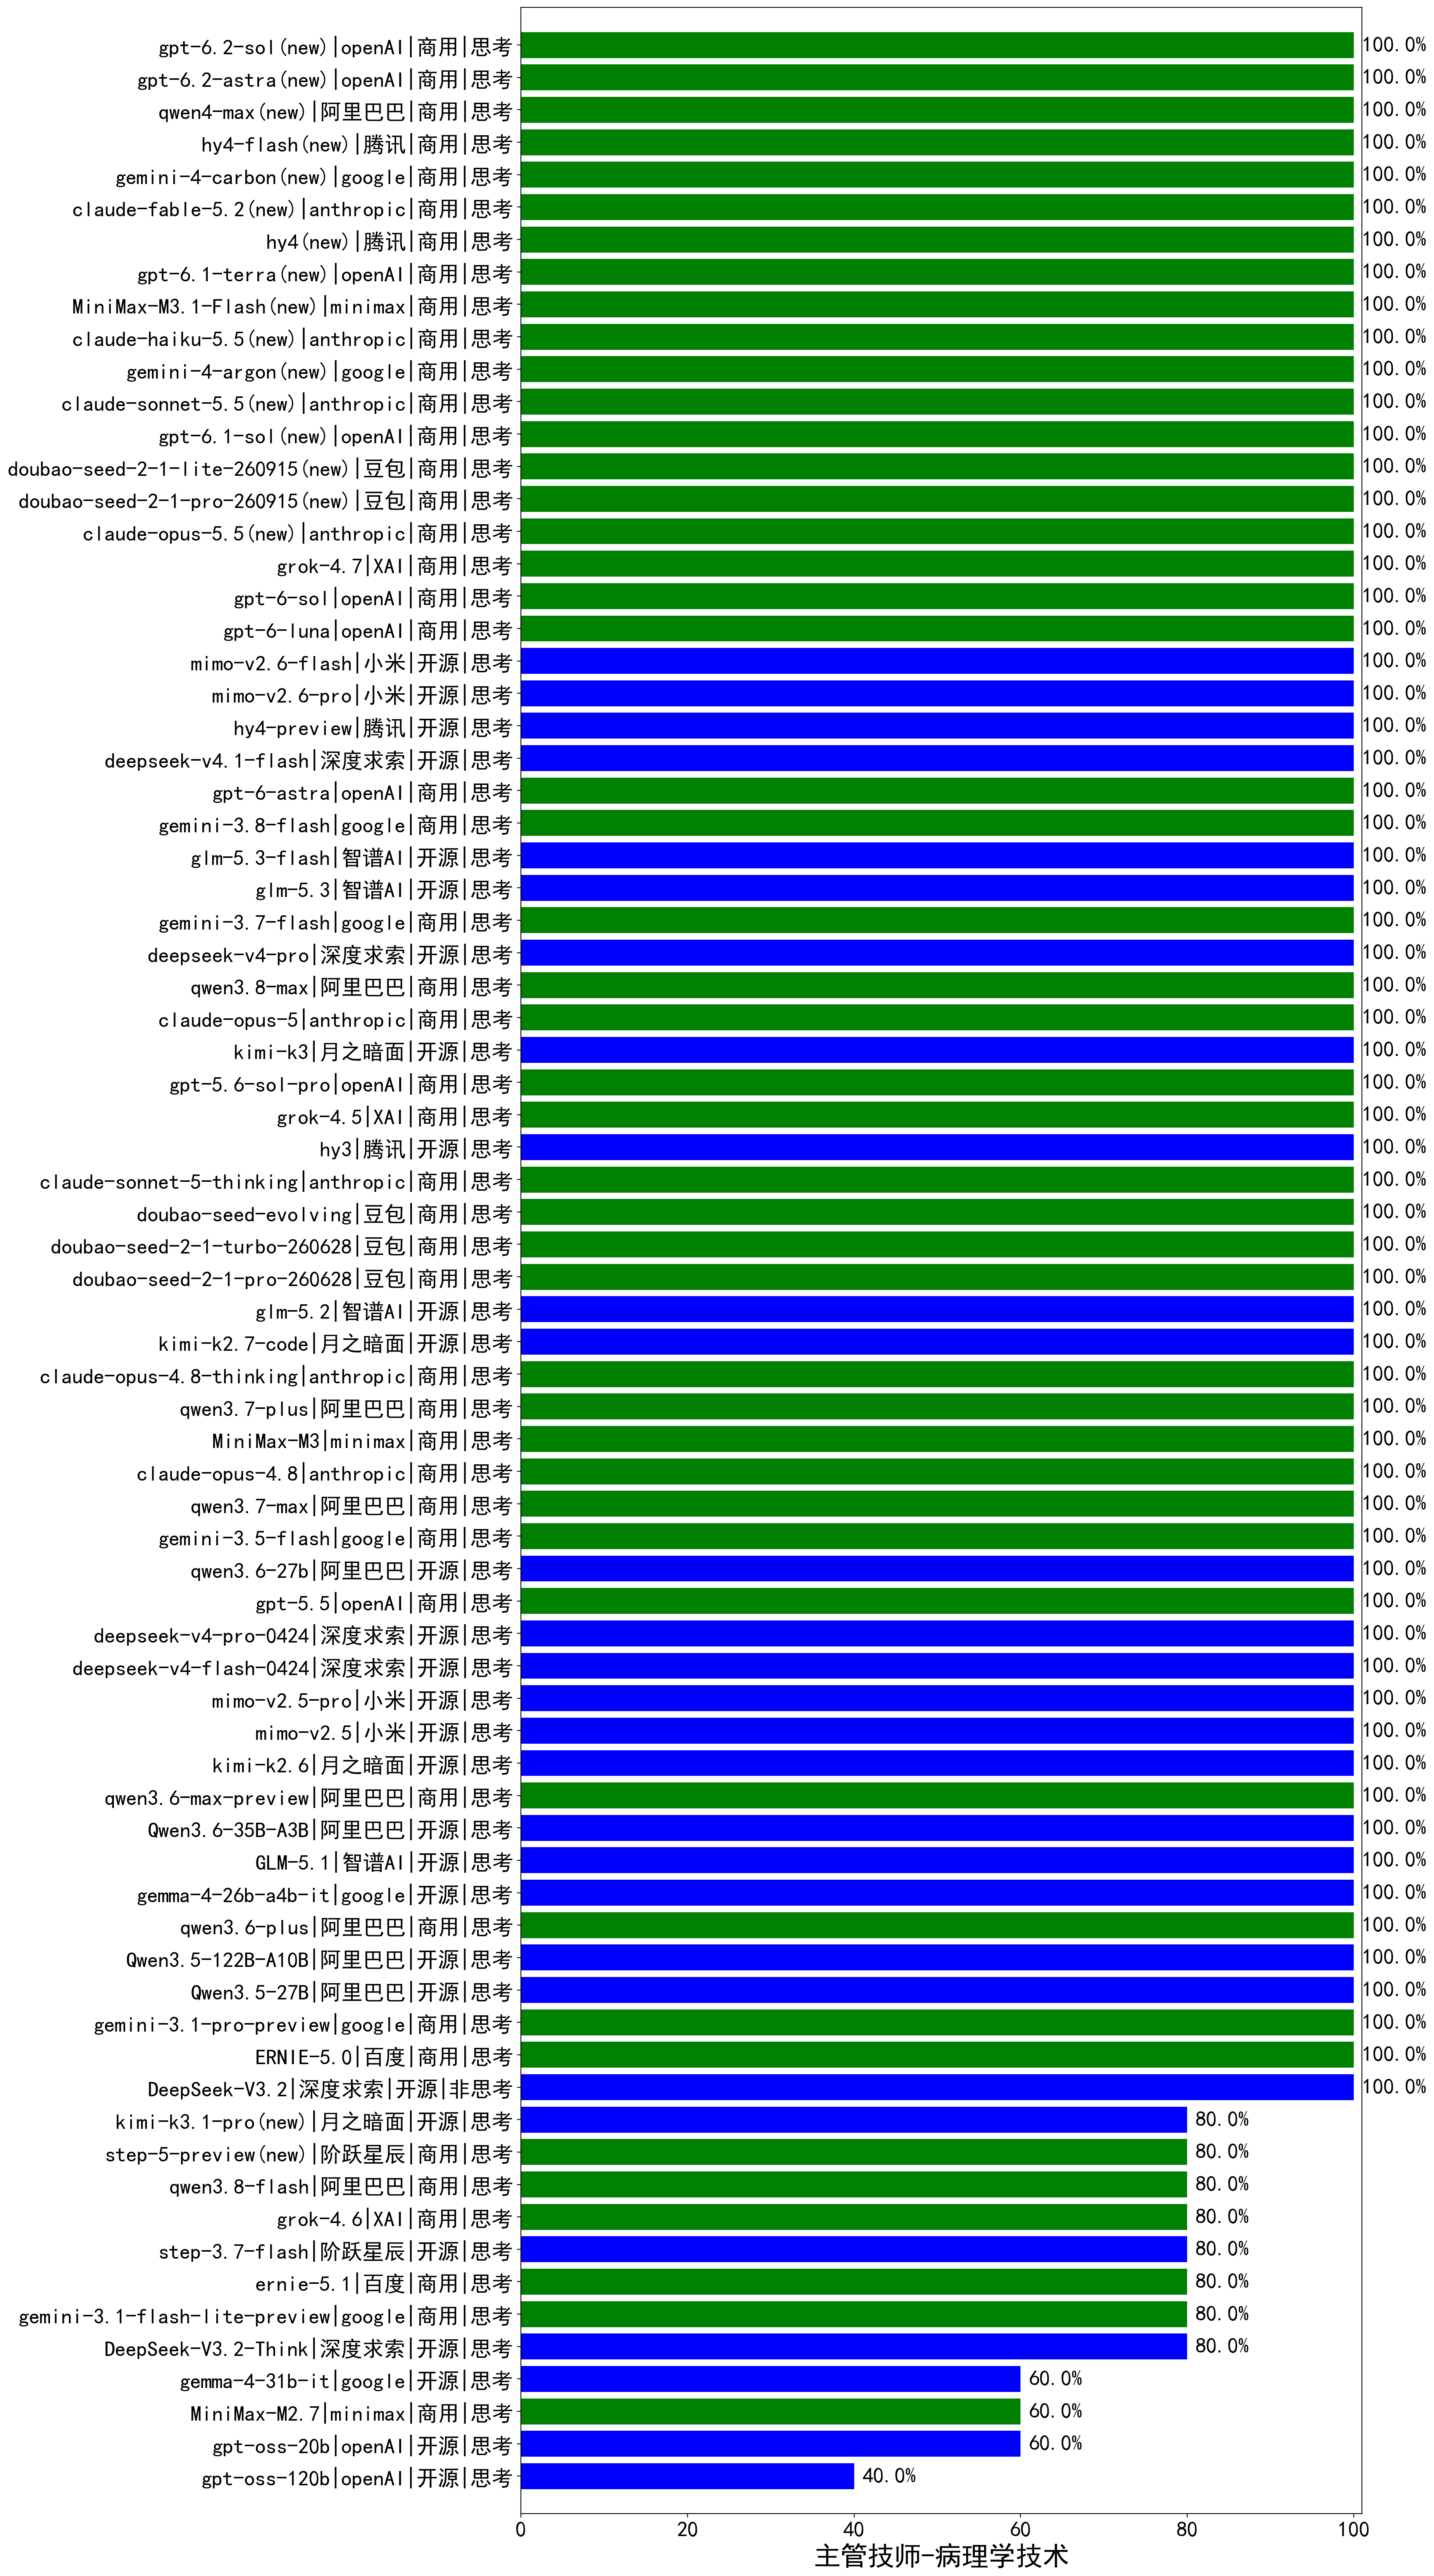 gpt-6.2-sol(new)|openAI|商用|思考 100.0%
gpt-6.2-astra(new)|openAI|商用|思考 100.0%
qwen4-max(new)|阿里巴巴|商用|思考 100.0%
hy4-flash(new)|腾讯|商用|思考 100.0%
gemini-4-carbon(new)|google|商用|思考 100.0%
claude-fable-5.2(new)|anthropic|商用|思考 100.0%
hy4(new)|腾讯|商用|思考 100.0%
gpt-6.1-terra(new)|openAI|商用|思考 100.0%
MiniMax-M3.1-Flash(new)|minimax|商用|思考 100.0%
claude-haiku-5.5(new)|anthropic|商用|思考 100.0%
gemini-4-argon(new)|google|商用|思考 100.0%
claude-sonnet-5.5(new)|anthropic|商用|思考 100.0%
gpt-6.1-sol(new)|openAI|商用|思考 100.0%
doubao-seed-2-1-lite-260915(new)|豆包|商用|思考 100.0%
doubao-seed-2-1-pro-260915(new)|豆包|商用|思考 100.0%
claude-opus-5.5(new)|anthropic|商用|思考 100.0%
grok-4.7|XAI|商用|思考 100.0%
gpt-6-sol|openAI|商用|思考 100.0%
gpt-6-luna|openAI|商用|思考 100.0%
mimo-v2.6-flash|小米|开源|思考 100.0%
mimo-v2.6-pro|小米|开源|思考 100.0%
hy4-preview|腾讯|开源|思考 100.0%
deepseek-v4.1-flash|深度求索|开源|思考 100.0%
gpt-6-astra|openAI|商用|思考 100.0%
gemini-3.8-flash|google|商用|思考 100.0%
glm-5.3-flash|智谱AI|开源|思考 100.0%
glm-5.3|智谱AI|开源|思考 100.0%
gemini-3.7-flash|google|商用|思考 100.0%
deepseek-v4-pro|深度求索|开源|思考 100.0%
qwen3.8-max|阿里巴巴|商用|思考 100.0%
claude-opus-5|anthropic|商用|思考 100.0%
kimi-k3|月之暗面|开源|思考 100.0%
gpt-5.6-sol-pro|openAI|商用|思考 100.0%
grok-4.5|XAI|商用|思考 100.0%
hy3|腾讯|开源|思考 100.0%
claude-sonnet-5-thinking|anthropic|商用|思考 100.0%
doubao-seed-evolving|豆包|商用|思考 100.0%
doubao-seed-2-1-turbo-260628|豆包|商用|思考 100.0%
doubao-seed-2-1-pro-260628|豆包|商用|思考 100.0%
glm-5.2|智谱AI|开源|思考 100.0%
kimi-k2.7-code|月之暗面|开源|思考 100.0%
claude-opus-4.8-thinking|anthropic|商用|思考 100.0%
qwen3.7-plus|阿里巴巴|商用|思考 100.0%
MiniMax-M3|minimax|商用|思考 100.0%
claude-opus-4.8|anthropic|商用|思考 100.0%
qwen3.7-max|阿里巴巴|商用|思考 100.0%
gemini-3.5-flash|google|商用|思考 100.0%
qwen3.6-27b|阿里巴巴|开源|思考 100.0%
gpt-5.5|openAI|商用|思考 100.0%
deepseek-v4-pro-0424|深度求索|开源|思考 100.0%
deepseek-v4-flash-0424|深度求索|开源|思考 100.0%
mimo-v2.5-pro|小米|开源|思考 100.0%
mimo-v2.5|小米|开源|思考 100.0%
kimi-k2.6|月之暗面|开源|思考 100.0%
qwen3.6-max-preview|阿里巴巴|商用|思考 100.0%
Qwen3.6-35B-A3B|阿里巴巴|开源|思考 100.0%
GLM-5.1|智谱AI|开源|思考 100.0%
gemma-4-26b-a4b-it|google|开源|思考 100.0%
qwen3.6-plus|阿里巴巴|商用|思考 100.0%
Qwen3.5-122B-A10B|阿里巴巴|开源|思考 100.0%
Qwen3.5-27B|阿里巴巴|开源|思考 100.0%
gemini-3.1-pro-preview|google|商用|思考 100.0%
ERNIE-5.0|百度|商用|思考 100.0%
DeepSeek-V3.2|深度求索|开源|非思考 100.0%
kimi-k3.1-pro(new)|月之暗面|开源|思考 80.0%
step-5-preview(new)|阶跃星辰|商用|思考 80.0%
qwen3.8-flash|阿里巴巴|商用|思考 80.0%
grok-4.6|XAI|商用|思考 80.0%
step-3.7-flash|阶跃星辰|开源|思考 80.0%
ernie-5.1|百度|商用|思考 80.0%
gemini-3.1-flash-lite-preview|google|商用|思考 80.0%
DeepSeek-V3.2-Think|深度求索|开源|思考 80.0%
gemma-4-31b-it|google|开源|思考 60.0%
MiniMax-M2.7|minimax|商用|思考 60.0%
gpt-oss-20b|openAI|开源|思考 60.0%
gpt-oss-120b|openAI|开源|思考 40.0%
0 20 40 60 80 100
主管技师-病理学技术